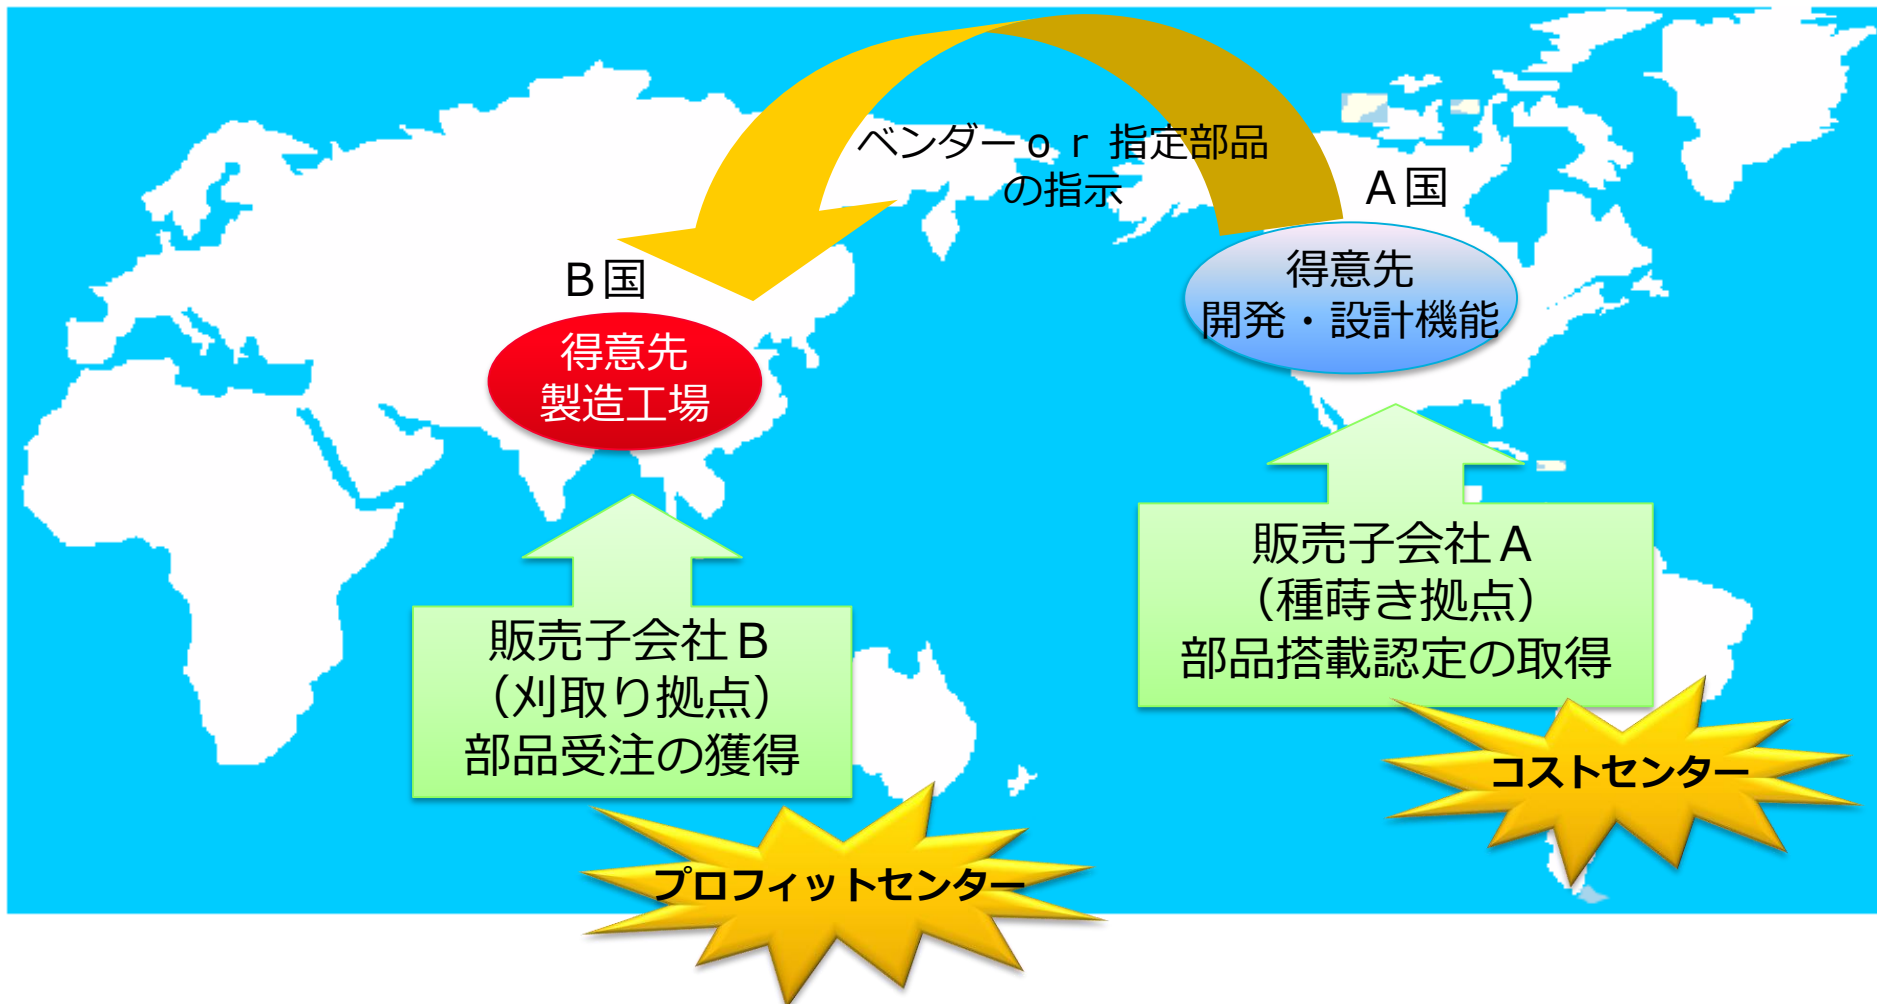 ベンダーｏｒ 指定部品
の指示
Ａ国
得意先
開発・設計機能
Ｂ国
得意先
製造工場
販売子会社Ａ
（種蒔き拠点）
部品搭載認定の取得
コストセンター
販売子会社Ｂ
（刈取り拠点）
部品受注の獲得
プロフィットセンター